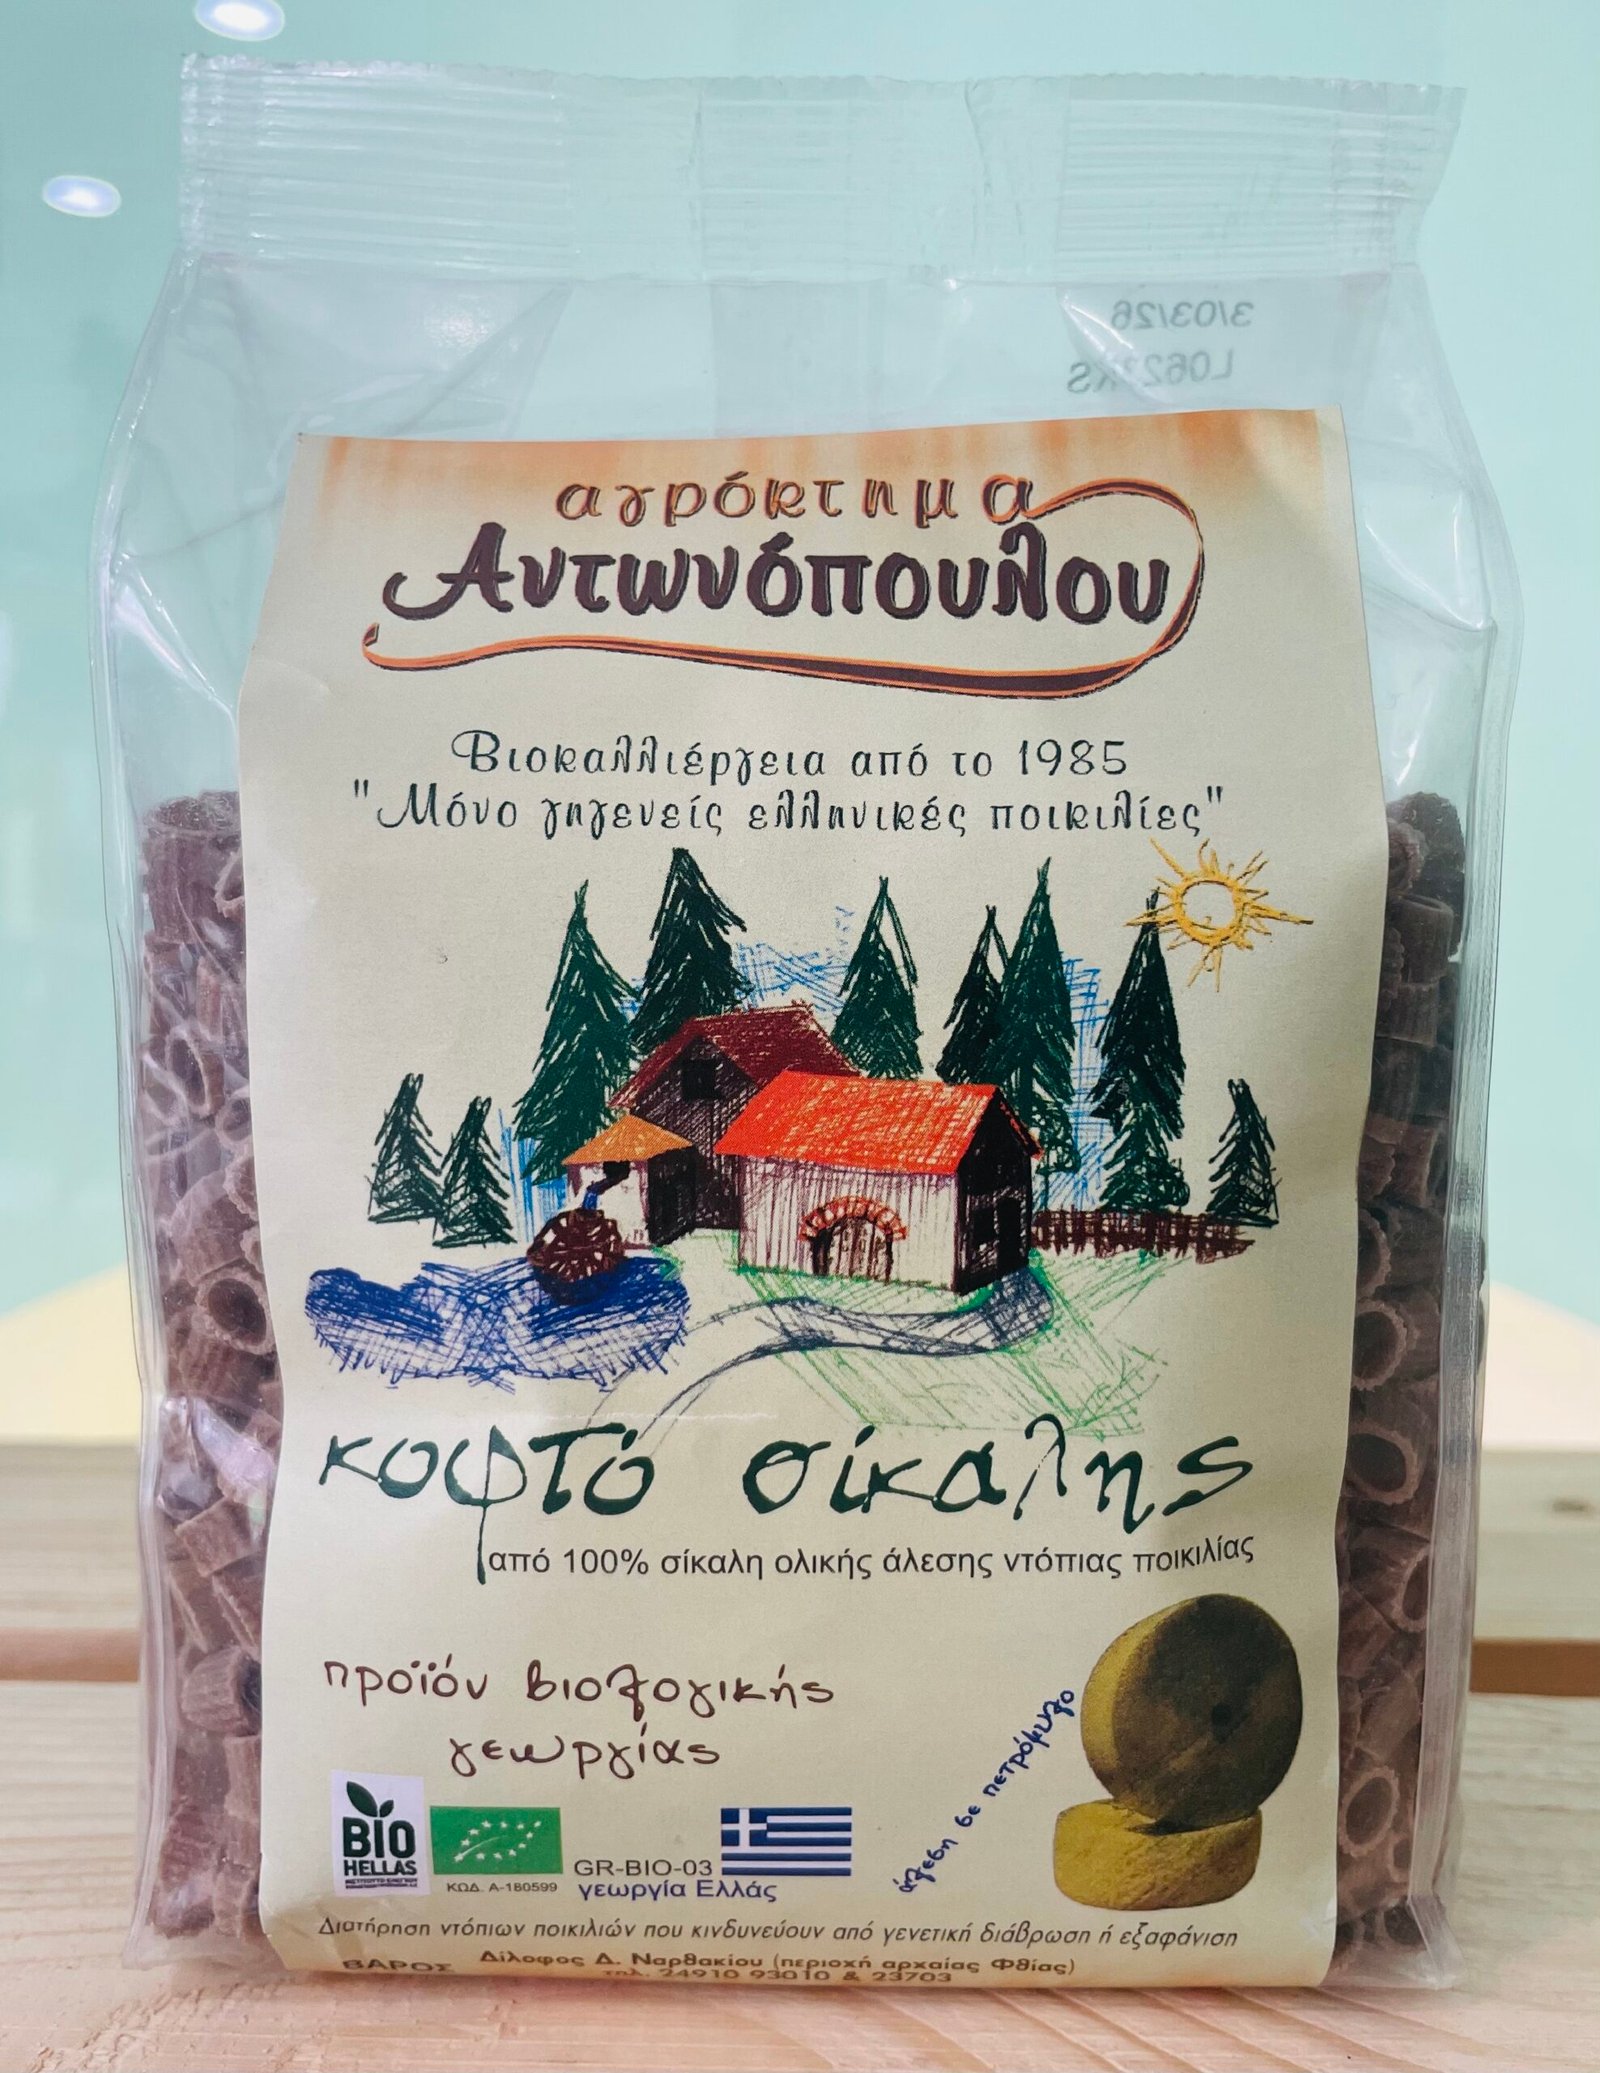 3/03/26
αγρόκτημα
Αντωνόπουλου
Βιοκαλλιέργεια από το 1985
"Μόνο γηγενείς ελληνικές ποικιλίες"
κοφτό σίκαλης
από 100% σίκαλη ολικής άλεσης ντόπιας ποικιλίας
προϊόν βιολογικής
γεωργίας
άλεση σε πετρόμυλο
BIO
HELLAS
ΚΩΔ. Α-180599
GR-BIO-03
γεωργία Ελλάς
Διατήρηση ντόπιων ποικιλιών που κινδυνεύουν από γενετική διάβρωση ή εξαφάνιση
ΒΑΡΟΣ
Δίλοφος Δ. Ναρθακίου (περιοχή αρχαίας Φθίας)
τηλ. 24910 93010 & 23703